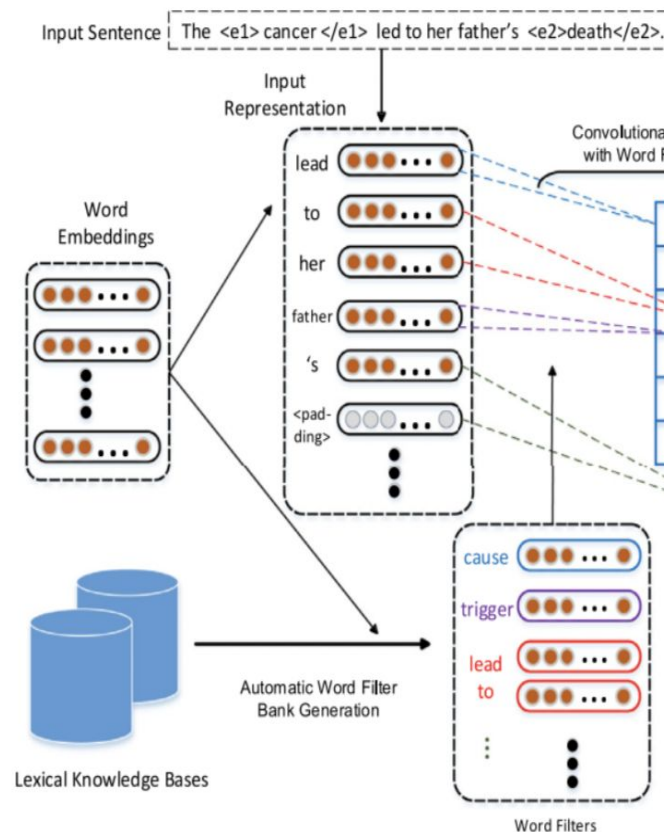 Input Sentence
The <e1> cancer </e1> led to her father's <e2>death</e2>.
Input
Representation
Convolutional
with Word F
lead
to
her
father
's
<pad-
ding>
Word
Embeddings
cause
trigger
lead
to
Automatic Word Filter
Bank Generation
Lexical Knowledge Bases
Word Filters